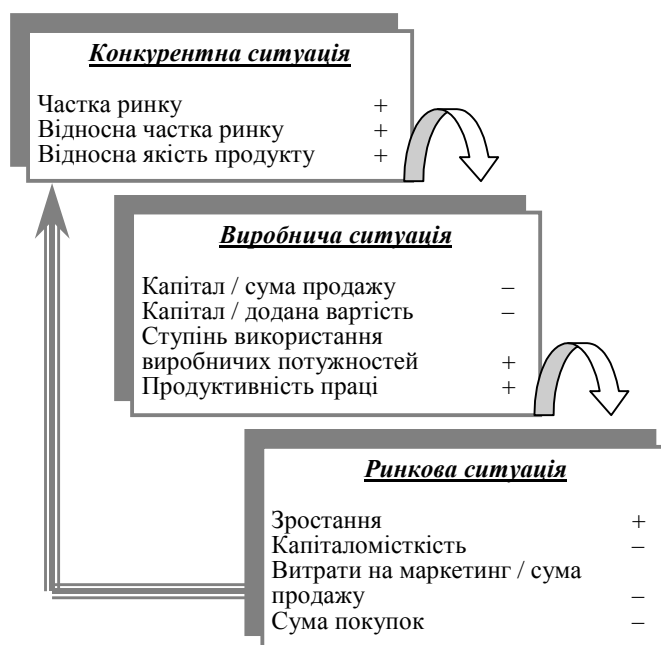 Конкурентна ситуація
Частка ринку +
Відносна частка ринку +
Відносна якість продукту +
Виробнича ситуація
Капітал / сума продажу –
Капітал / додана вартість –
Ступінь використання
виробничих потужностей +
Продуктивність праці +
Ринкова ситуація
Зростання +
Капіталомісткість –
Витрати на маркетинг / сума
продажу –
Сума покупок –